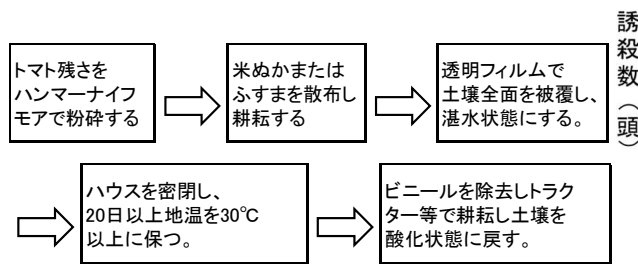 トマト残さを
ハンマーナイフ
モアで粉砕する
米ぬかまたは
ふすまを散布し
耕耘する
透明フィルムで
土壌全面を被覆し、
湛水状態にする。
誘殺数（頭）
ハウスを密閉し、
20日以上地温を30℃
以上に保つ。
ビニールを除去しトラク
ター等で耕耘し土壌を
酸化状態に戻す。